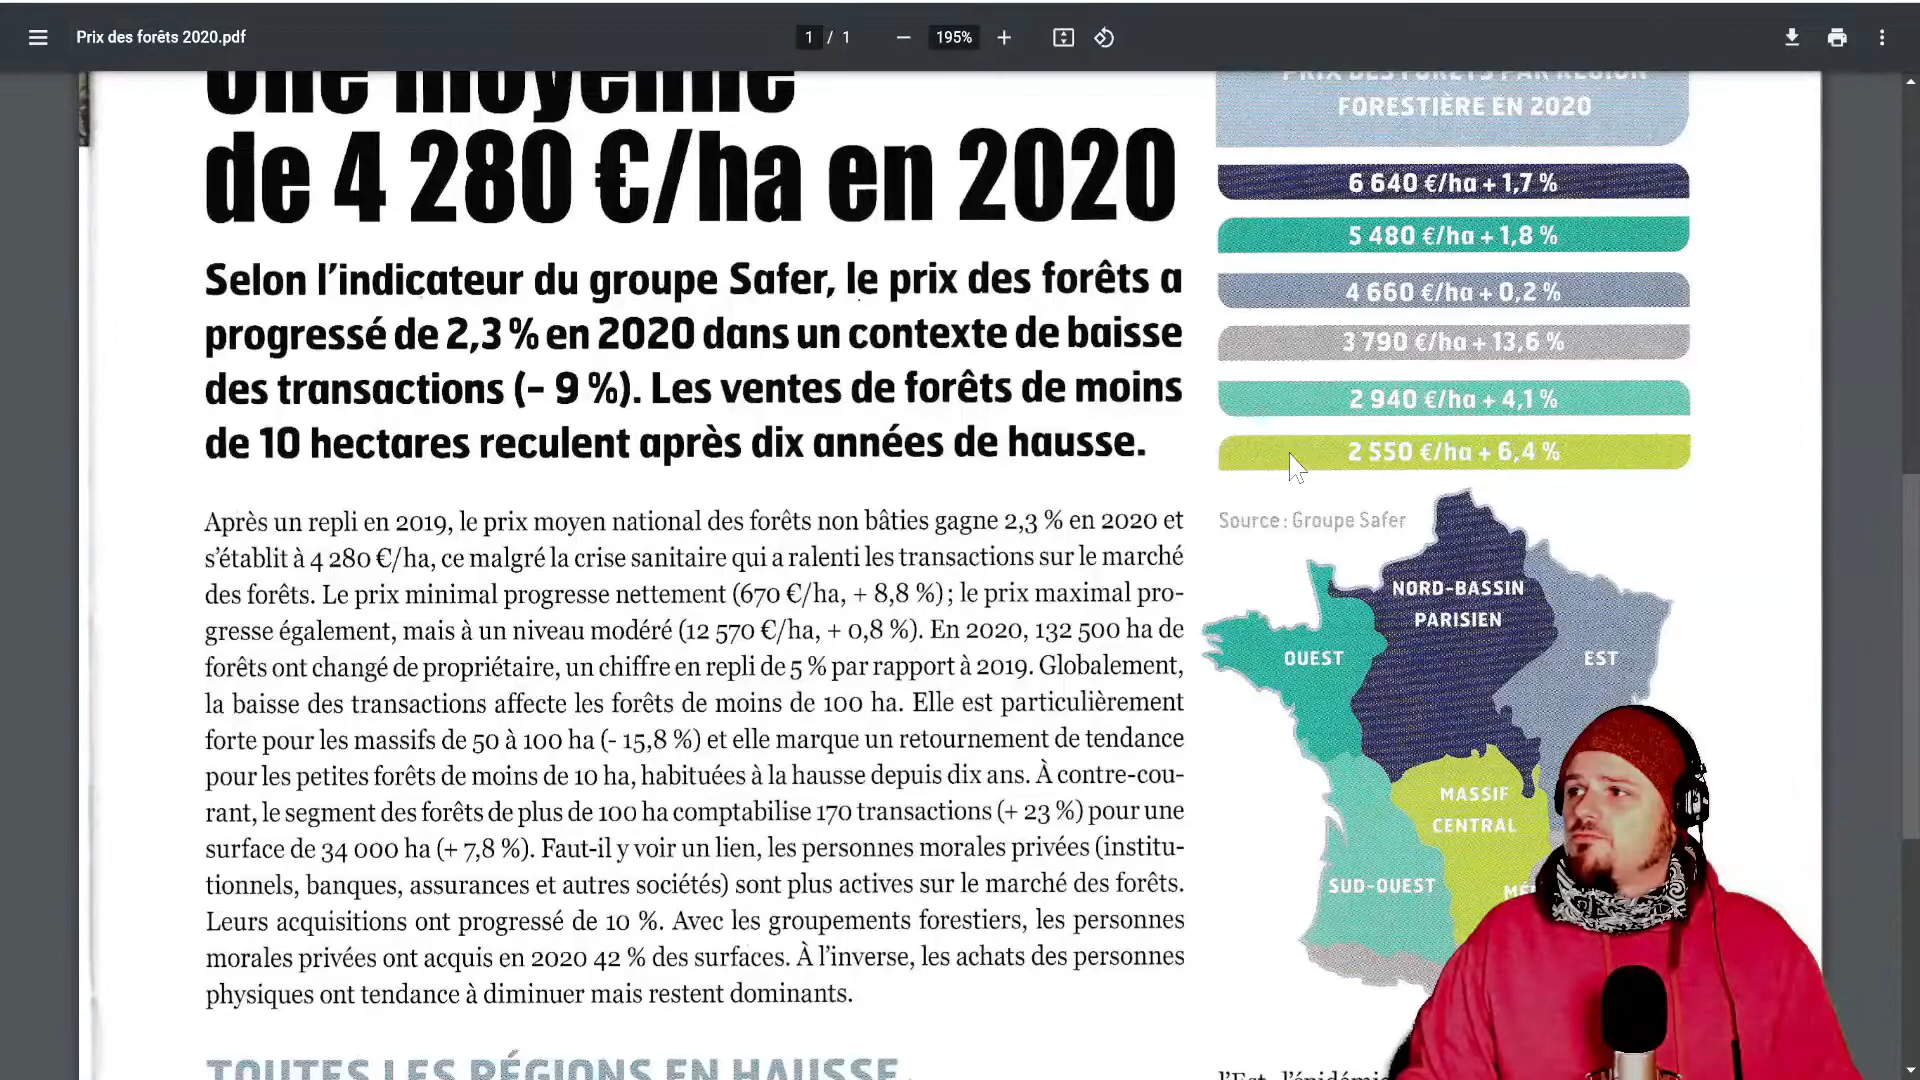 Prix des forêts 2020.pdf
1 / 1
195%
Une moyenne
de 4 280 €/ha en 2020
Selon l'indicateur du groupe Safer, le prix des forêts a
progressé de 2,3 % en 2020 dans un contexte de baisse
des transactions (- 9 %). Les ventes de forêts de moins
de 10 hectares reculent après dix années de hausse.
Après un repli en 2019, le prix moyen national des forêts non bâties gagne 2,3 % en 2020 et
s'établit à 4 280 €/ha, ce malgré la crise sanitaire qui a ralenti les transactions sur le marché
des forêts. Le prix minimal progresse nettement (670 €/ha, + 8,8 %) ; le prix maximal pro-
gresse également, mais à un niveau modéré (12 570 €/ha, + 0,8 %). En 2020, 132 500 ha de
forêts ont changé de propriétaire, un chiffre en repli de 5 % par rapport à 2019. Globalement,
la baisse des transactions affecte les forêts de moins de 100 ha. Elle est particulièrement
forte pour les massifs de 50 à 100 ha (- 15,8 %) et elle marque un retournement de tendance
pour les petites forêts de moins de 10 ha, habituées à la hausse depuis dix ans. À contre-cou-
rant, le segment des forêts de plus de 100 ha comptabilise 170 transactions (+ 23 %) pour une
surface de 34 000 ha (+ 7,8 %). Faut-il y voir un lien, les personnes morales privées (institu-
tionnels, banques, assurances et autres sociétés) sont plus actives sur le marché des forêts.
Leurs acquisitions ont progressé de 10 %. Avec les groupements forestiers, les personnes
morales privées ont acquis en 2020 42 % des surfaces. À l'inverse, les achats des personnes
physiques ont tendance à diminuer mais restent dominants.
TOUTES LES RÉGIONS EN HAUSSE,
PRIX DES FORÊTS PAR RÉGION
FORESTIÈRE EN 2020
6 640 €/ha + 1,7 %
5 480 €/ha + 1,8 %
4 660 €/ha + 0,2 %
3 790 €/ha + 13,6 %
2 940 €/ha + 4,1 %
2 550 €/ha + 6,4 %
Source : Groupe Safer
NORD-BASSIN
PARISIEN
OUEST
EST
MASSIF
CENTRAL
SUD-OUEST
l'Est, l'épidémie